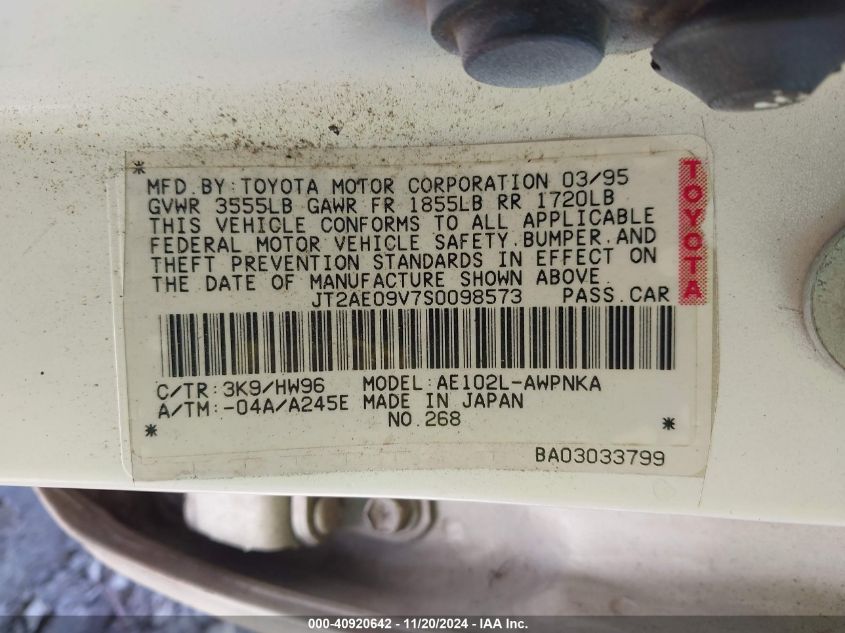 MFD.BY:TOYOTA MOTOR CORPORATION 03/95
GVWR 3555LB GAWR FR 1855LB RR 1720LB
THIS VEHICLE CONFORMS TO ALL APPLICABLE
FEDERAL MOTOR VEHICLE SAFETY.BUMPER.AND
THEFT PREVENTION STANDARDS IN EFFECT ON
THE DATE OF MANUFACTURE SHOWN ABOVE.
JT2AE09V7S0098573 PASS.CAR
TOYOTA
C/TR:3K9/HW96 MODEL:AE102L-AWPNKA
A/TM:-04A/A245E MADE IN JAPAN
NO.268
BA03033799
000-40920642 - 11/20/2024 - IAA Inc.